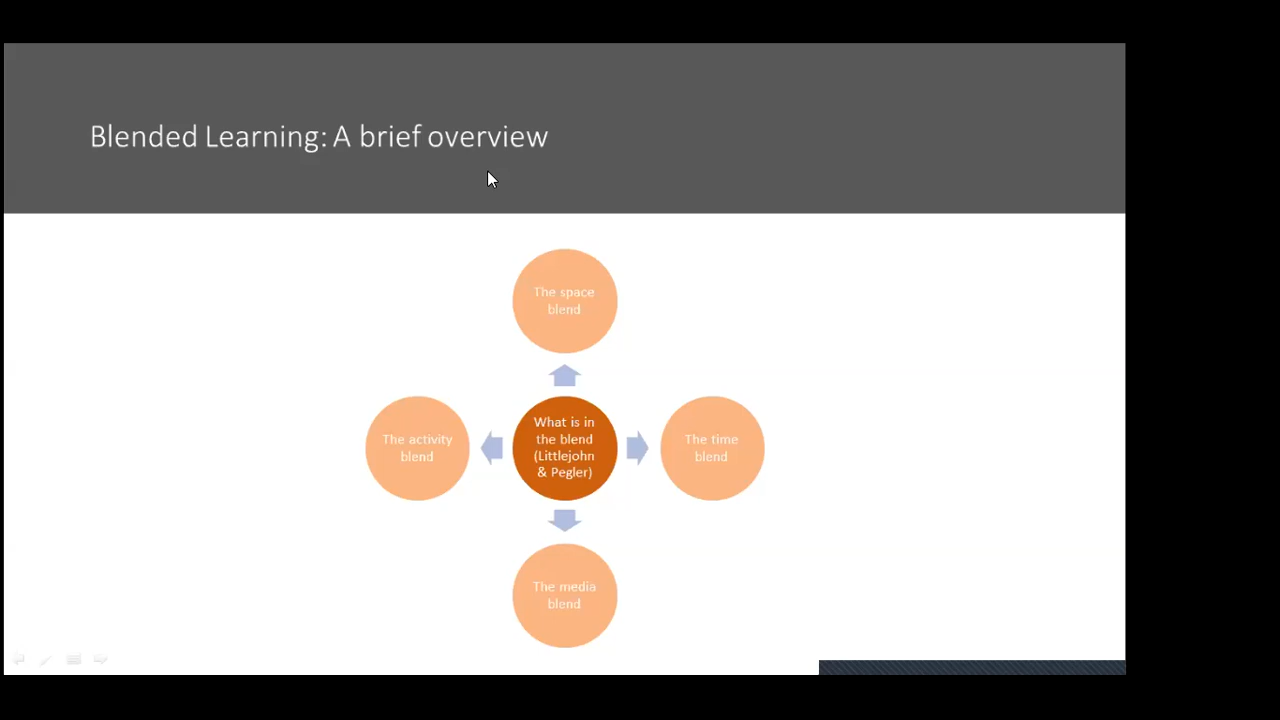 Blended Learning: A brief overview
The space
blend
The activity
blend
What is in
the blend
(Littlejohn
& Pegler)
The time
blend
The media
blend